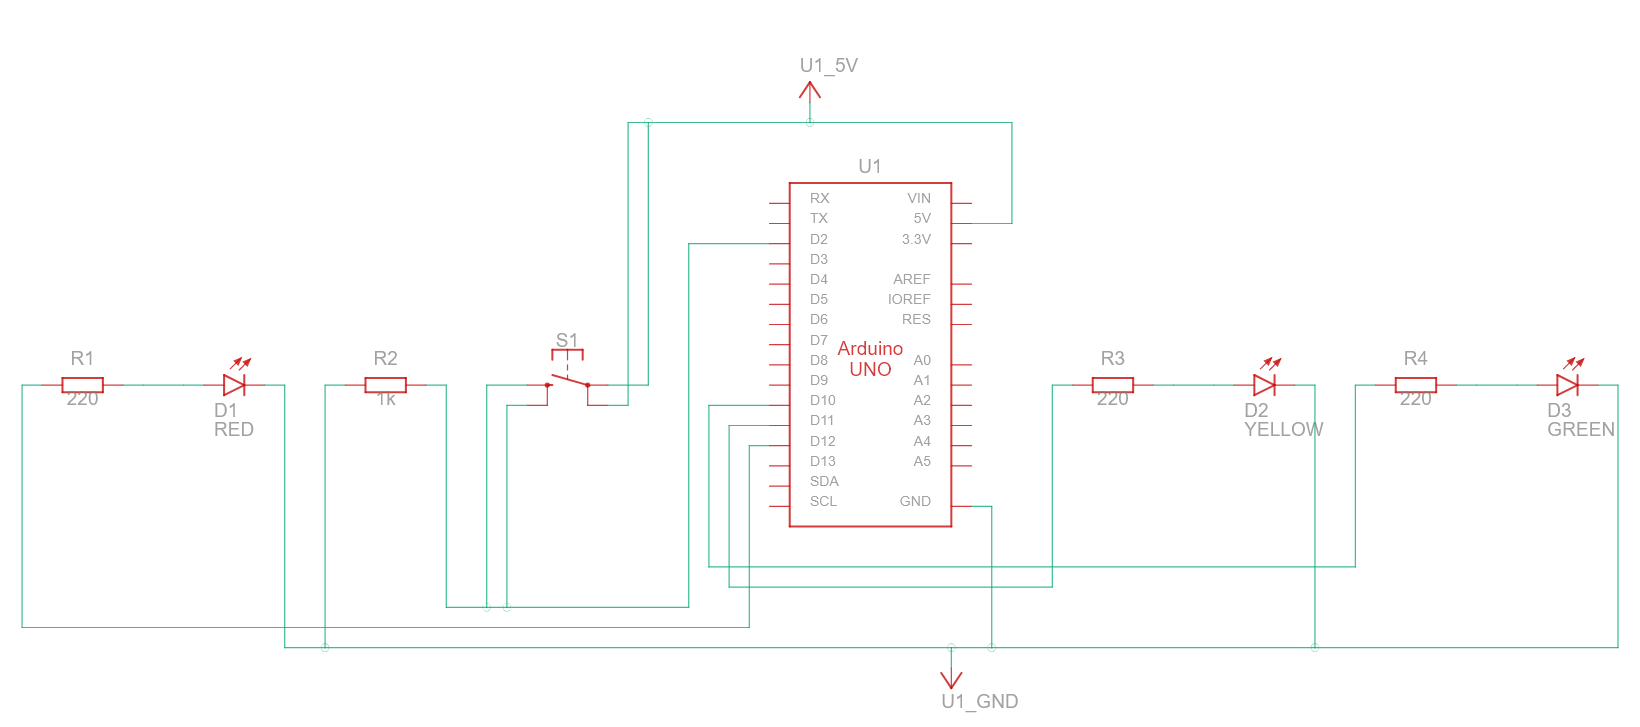 U1_5V
U1
RX
VIN
TX
5V
D2
3.3V
D3
D4
AREF
D5
IOREF
D6
RES
D7
Arduino
UNO
D8
A0
D9
A1
D10
A2
D11
A3
D12
A4
D13
A5
SDA
SCL
GND
R1
220
D1
RED
R2
1k
S1
R3
220
D2
YELLOW
R4
220
D3
GREEN
U1_GND